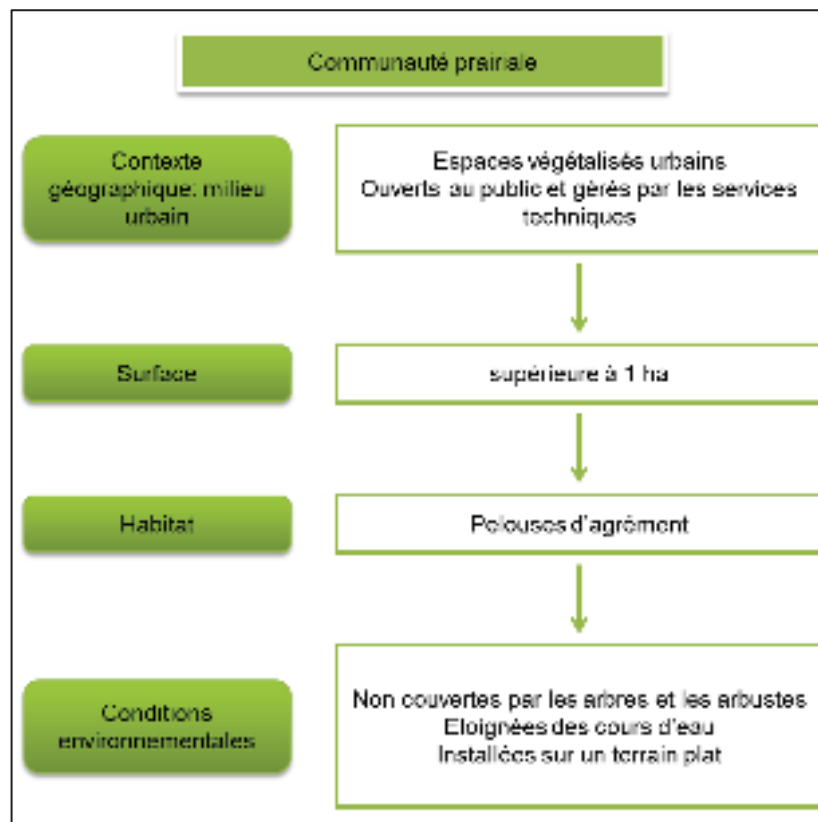 Communauté prairiale
Contexte
géographique: milieu
urbain
Espaces végétalisés urbains
Ouverts au public et gérés par les services
techniques
Surface
supérieure à 1 ha
Habitat
Pelouses d'agrément
Conditions
environnementales
Non couvertes par les arbres et les arbustes
Eloignées des cours d'eau
Installées sur un terrain plat